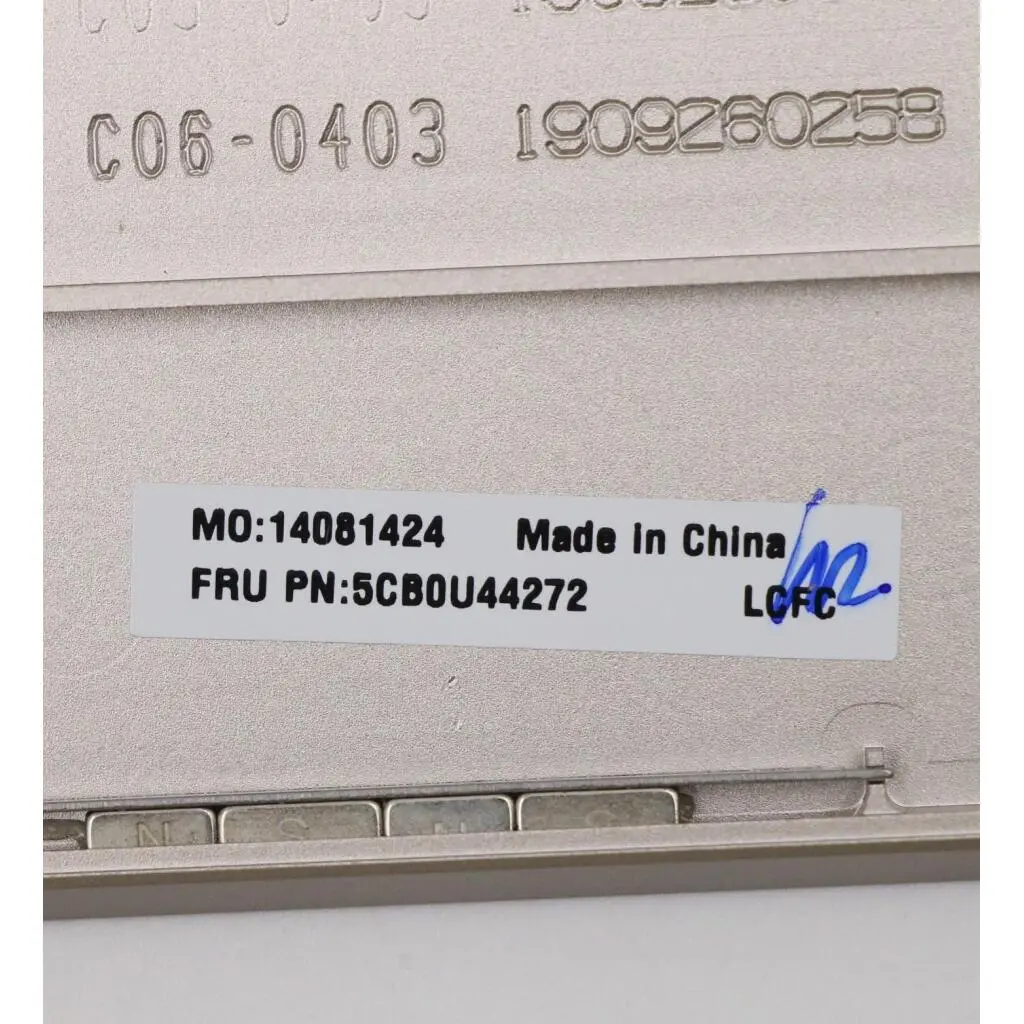 C06-0403 1909260258
MO:14081424 Made in China
FRU PN:5CB0U44272 LCFC
N S N S